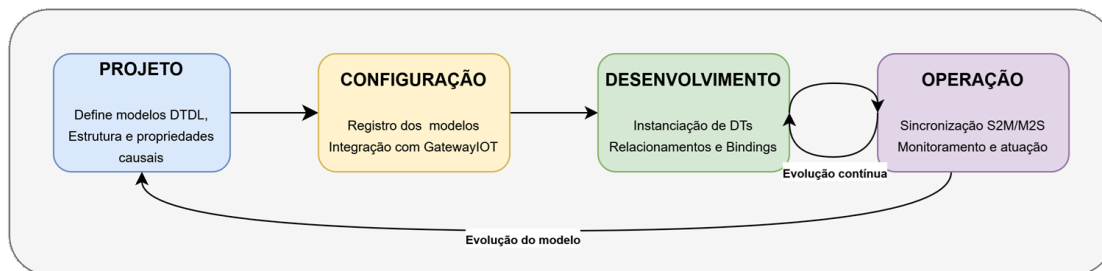 PROJETO
Define modelos DTDL,
Estrutura e propriedades
causais
CONFIGURAÇÃO
Registro dos modelos
Integração com GatewayIOT
DESENVOLVIMENTO
Instanciação de DTs
Relacionamentos e Bindings
OPERAÇÃO
Sincronização S2M/M2S
Monitoramento e atuação
Evolução contínua
Evolução do modelo